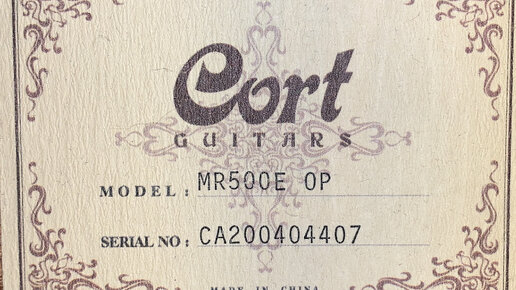 Cort
GUITARS
MODEL: MR500E OP
SERIAL NO: CA200404407
MADE IN CHINA